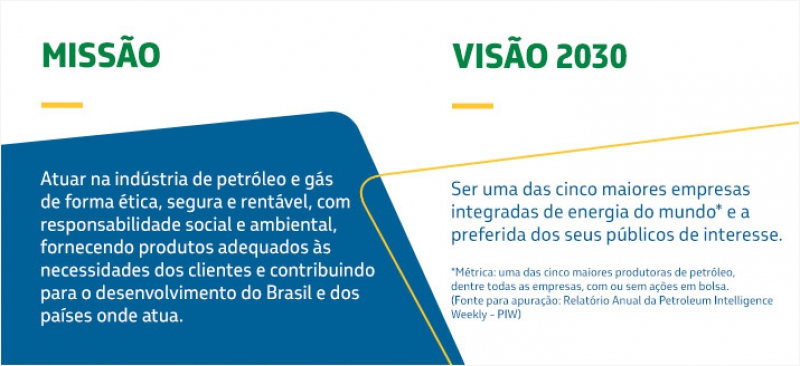 MISSÃO
Atuar na indústria de petróleo e gás
de forma ética, segura e rentável, com
responsabilidade social e ambiental,
fornecendo produtos adequados às
necessidades dos clientes e contribuindo
para o desenvolvimento do Brasil e dos
países onde atua.
VISÃO 2030
Ser uma das cinco maiores empresas
integradas de energia do mundo* e a
preferida dos seus públicos de interesse.
*Métrica: uma das cinco maiores produtoras de petróleo,
dentre todas as empresas, com ou sem ações em bolsa.
(Fonte para apuração: Relatório Anual da Petroleum Intelligence
Weekly - PIW)